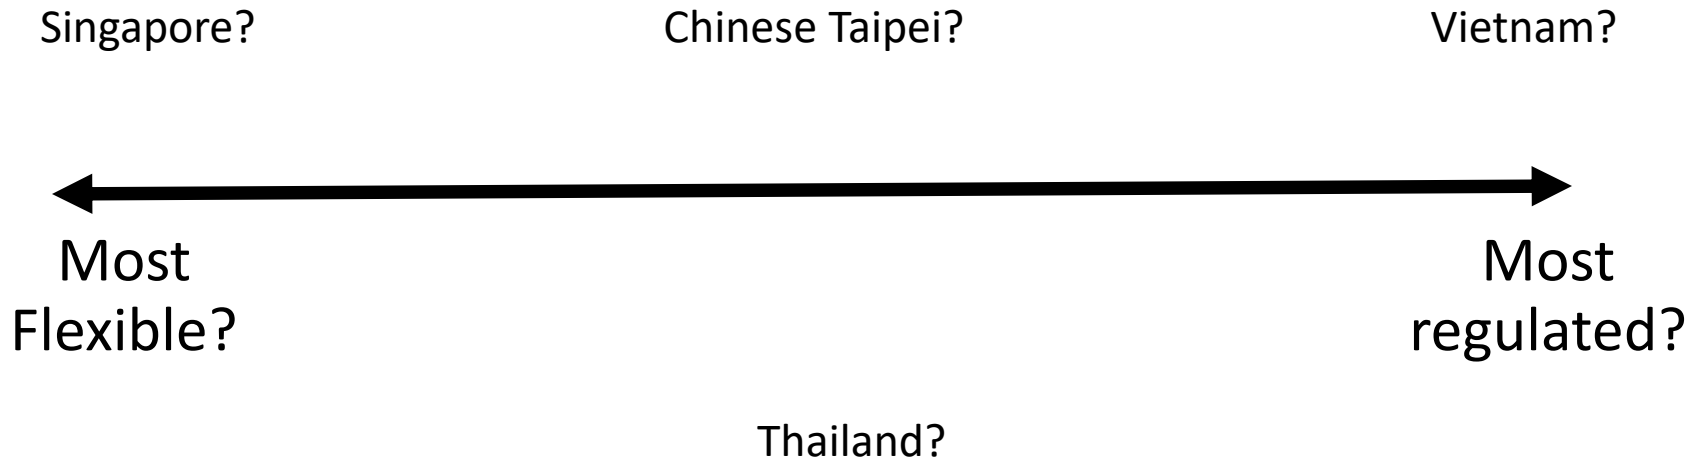 Singapore?
Chinese Taipei?
Vietnam?
Most
Flexible?
Most
regulated?
Thailand?